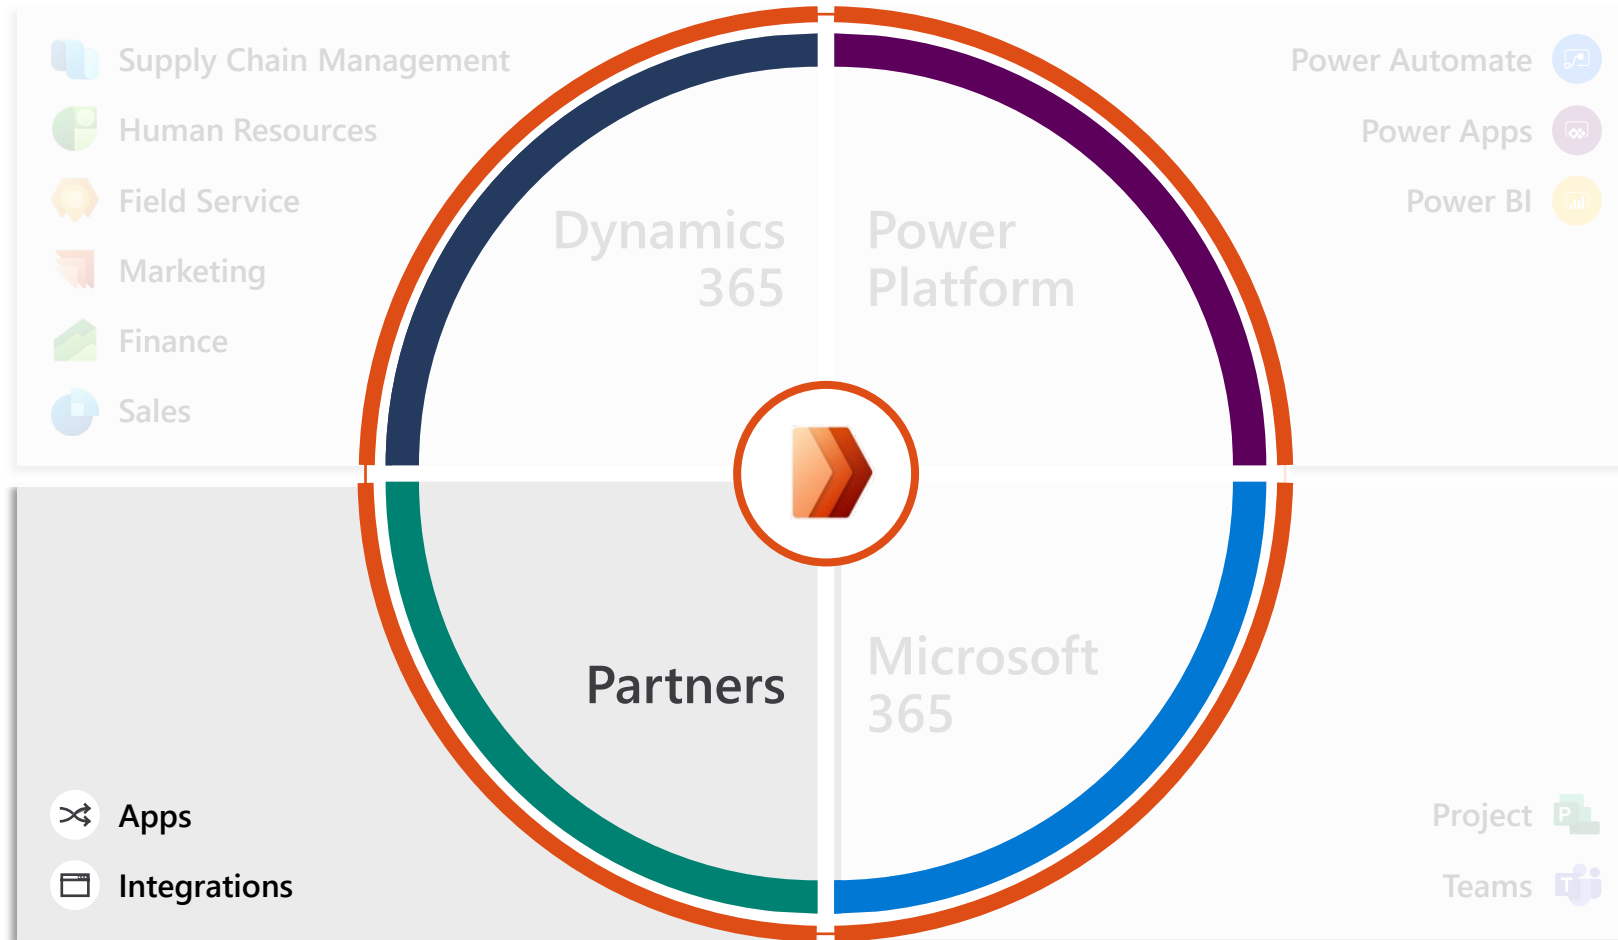 Supply Chain Management
Human Resources
Field Service
Marketing
Finance
Sales
Dynamics
365
Power
Platform
Power Automate
Power Apps
Power BI
Partners
Apps
Integrations
Microsoft
365
Project
P
Teams
T